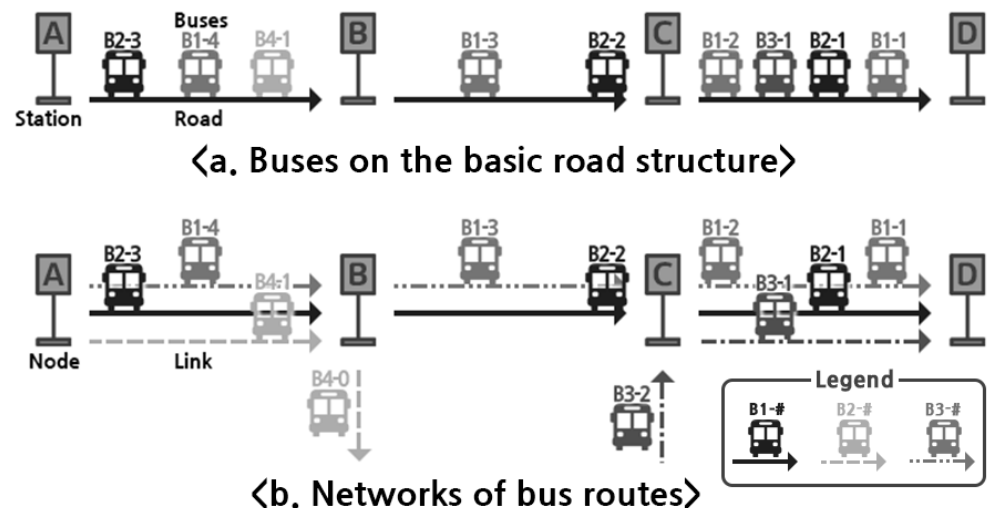 A B C D
Buses
B2-3 B1-4 B4-1 B1-3 B2-2 B1-2 B3-1 B2-1 B1-1
Station Road
<a. Buses on the basic road structure>
A B C D
B2-3 B1-4 B4-1 B1-3 B2-2 B1-2 B3-1 B2-1 B1-1
Node Link
B4-0 B3-2
Legend
B1-# B2-# B3-#
<b. Networks of bus routes>